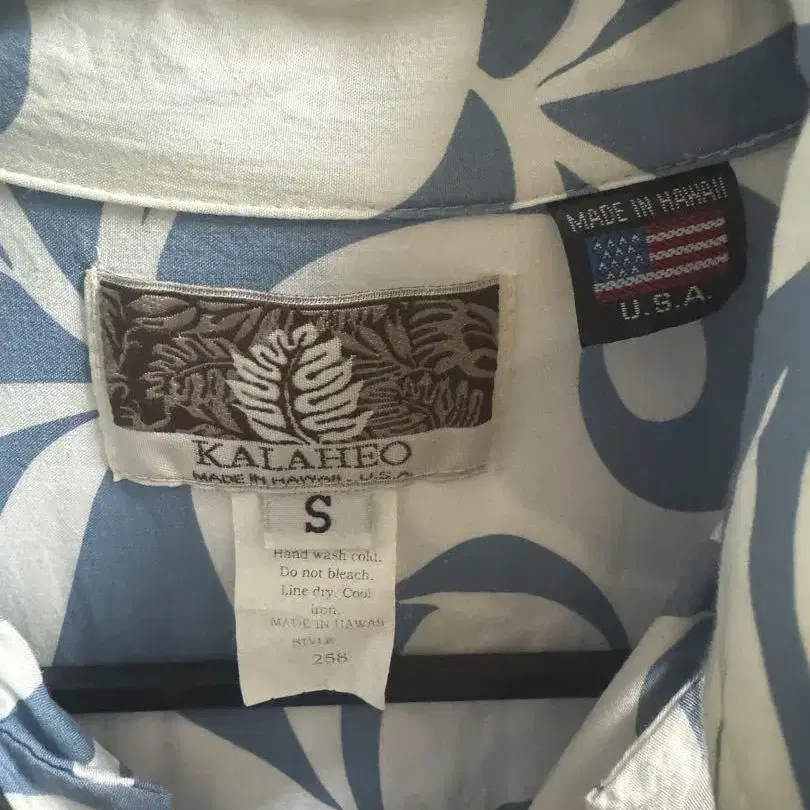 MADE IN HAWAII
U.S.A.
KALAHEO
MADE IN HAWAII . U.S.A.
S
Hand wash cold.
Do not bleach.
Line dry. Cool
iron.
MADE IN HAWAII
STYLE
258